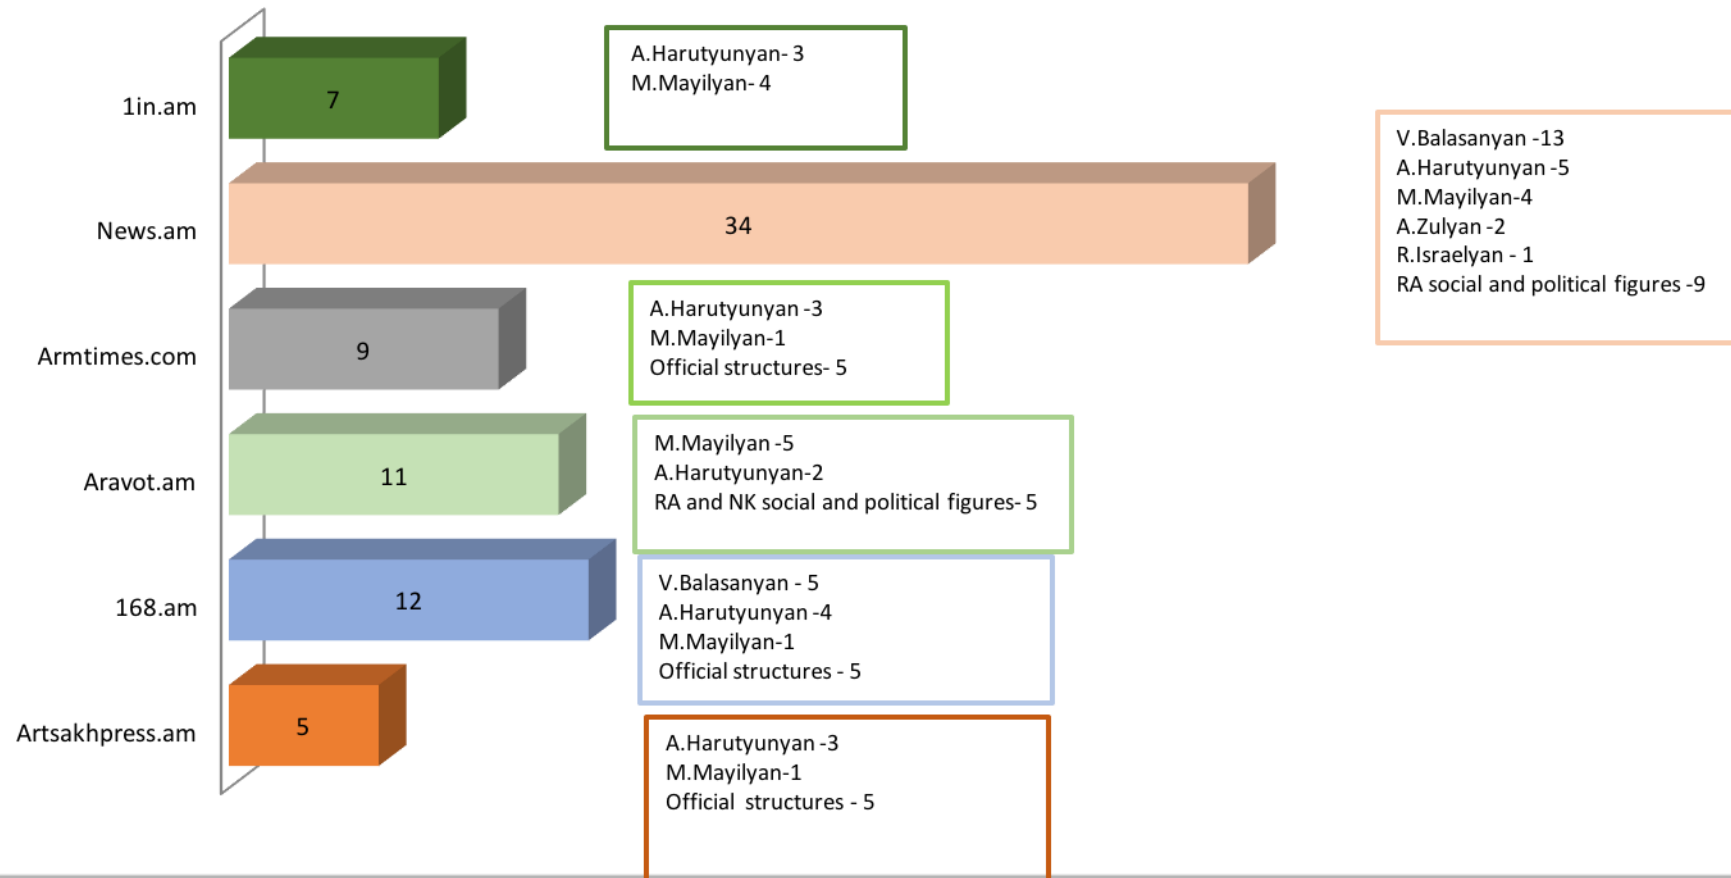 1in.am
7
A.Harutyunyan- 3
M.Mayilyan- 4
News.am
34
V.Balasanyan -13
A.Harutyunyan -5
M.Mayilyan-4
A.Zulyan -2
R.Israelyan - 1
RA social and political figures -9
Armtimes.com
9
A.Harutyunyan -3
M.Mayilyan-1
Official structures- 5
Aravot.am
11
M.Mayilyan -5
A.Harutyunyan-2
RA and NK social and political figures- 5
168.am
12
V.Balasanyan - 5
A.Harutyunyan -4
M.Mayilyan-1
Official structures - 5
Artsakhpress.am
5
A.Harutyunyan -3
M.Mayilyan-1
Official structures - 5